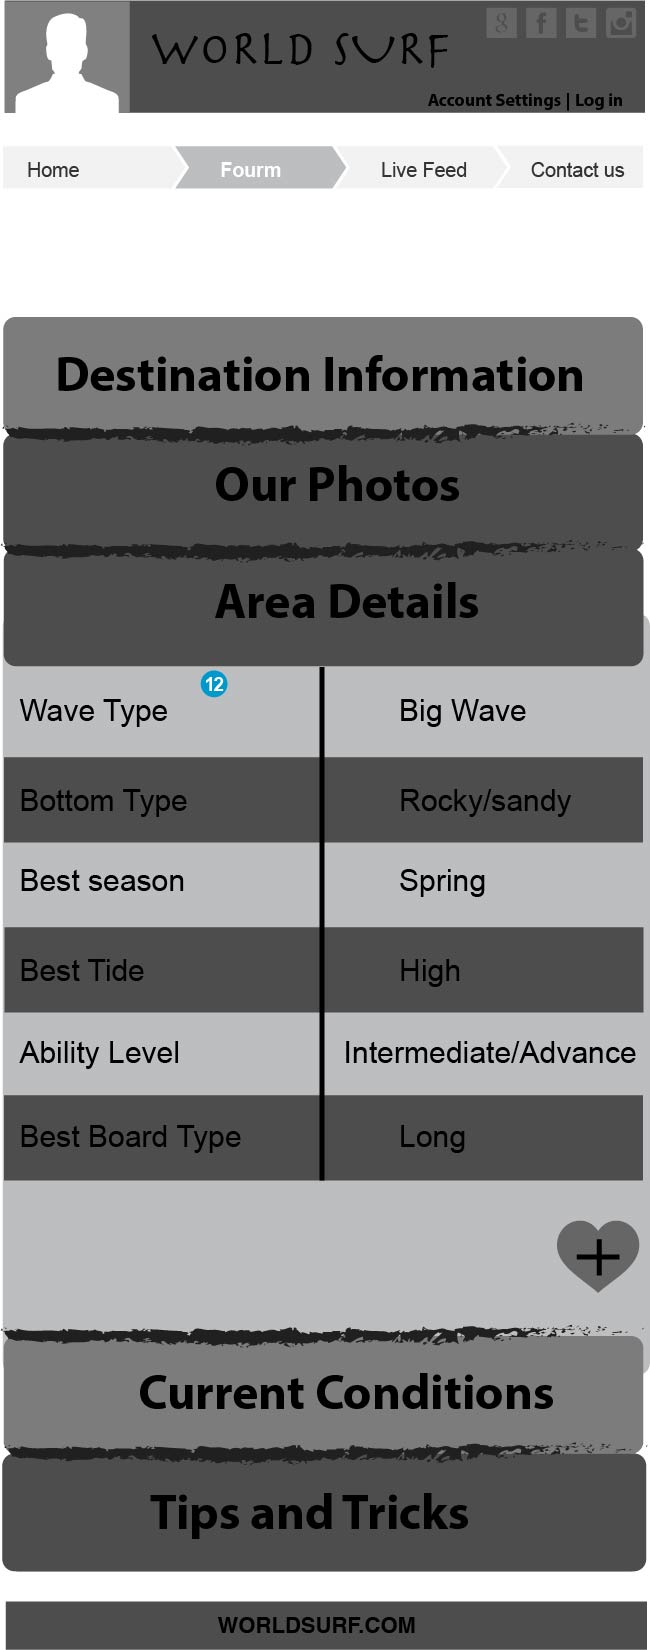 WORLD SURF
Account Settings | Log in
Home
Fourm
Live Feed
Contact us
Destination Information
Our Photos
Area Details
12
Wave Type Big Wave
Bottom Type Rocky/sandy
Best season Spring
Best Tide High
Ability Level Intermediate/Advance
Best Board Type Long
Current Conditions
Tips and Tricks
WORLDSURF.COM